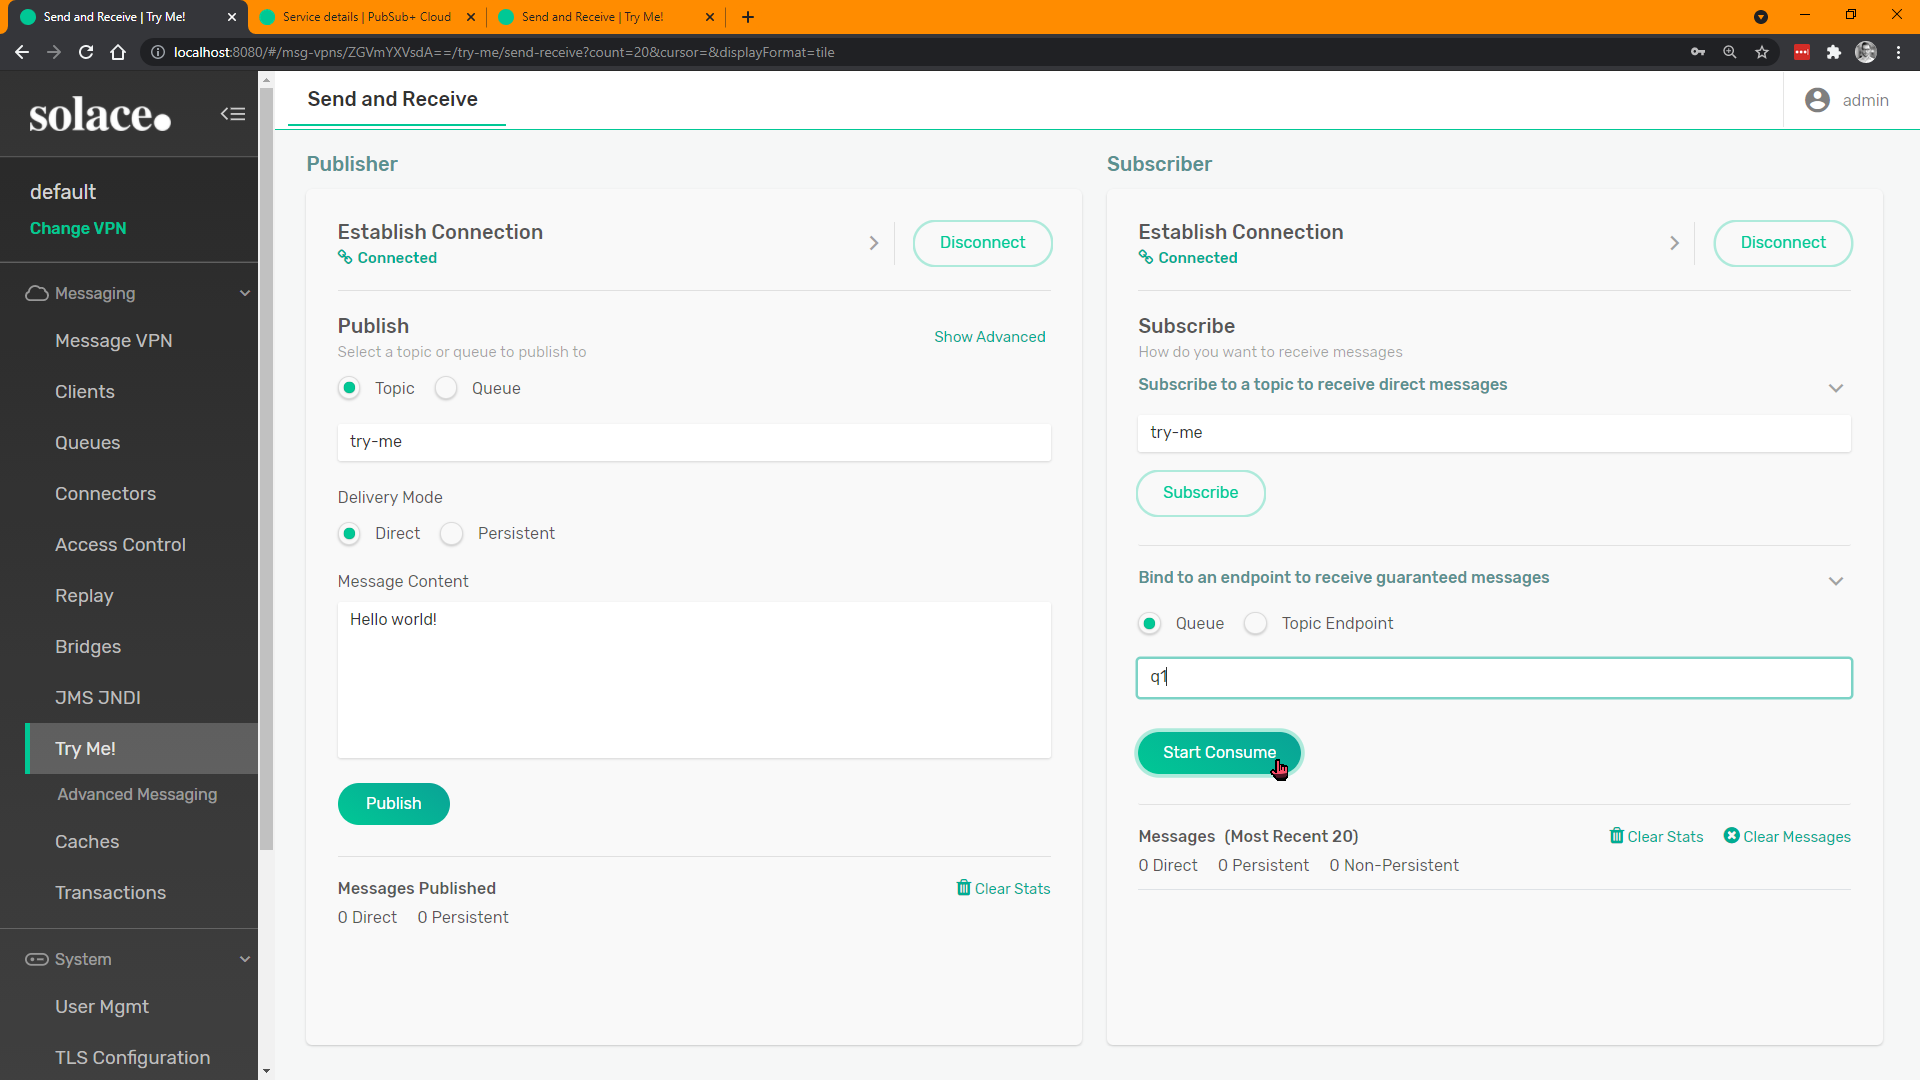 Send and Receive | Try Me!
Service details | PubSub+ Cloud
Send and Receive | Try Me!
localhost:8080/#/msg-vpns/ZGVmYXVsdA==/try-me/send-receive?count=20&cursor=&displayFormat=tile
solace.
default
Change VPN
Messaging
Message VPN
Clients
Queues
Connectors
Access Control
Replay
Bridges
JMS JNDI
Try Me!
Advanced Messaging
Caches
Transactions
System
User Mgmt
TLS Configuration
Send and Receive
admin
Publisher
Establish Connection
Connected
Disconnect
Publish
Select a topic or queue to publish to
Show Advanced
Topic Queue
try-me
Delivery Mode
Direct Persistent
Message Content
Hello world!
Publish
Messages Published
Clear Stats
0 Direct 0 Persistent
Subscriber
Establish Connection
Connected
Disconnect
Subscribe
How do you want to receive messages
Subscribe to a topic to receive direct messages
try-me
Subscribe
Bind to an endpoint to receive guaranteed messages
Queue Topic Endpoint
q1
Start Consume
Messages (Most Recent 20)
Clear Stats Clear Messages
0 Direct 0 Persistent 0 Non-Persistent